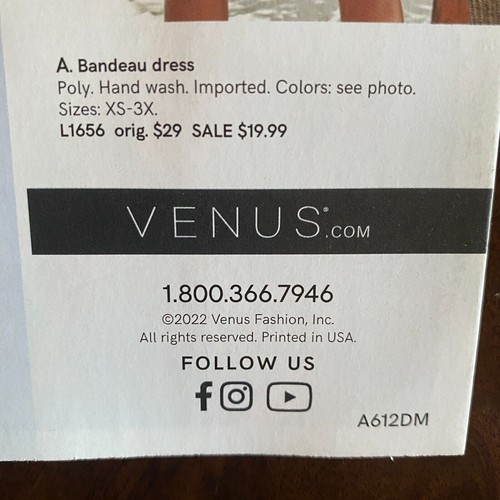 A. Bandeau dress
Poly. Hand wash. Imported. Colors: see photo.
Sizes: XS-3X.
L1656 orig. $29 SALE $19.99
VENUS®.COM
1.800.366.7946
©2022 Venus Fashion, Inc.
All rights reserved. Printed in USA.
FOLLOW US
A612DM